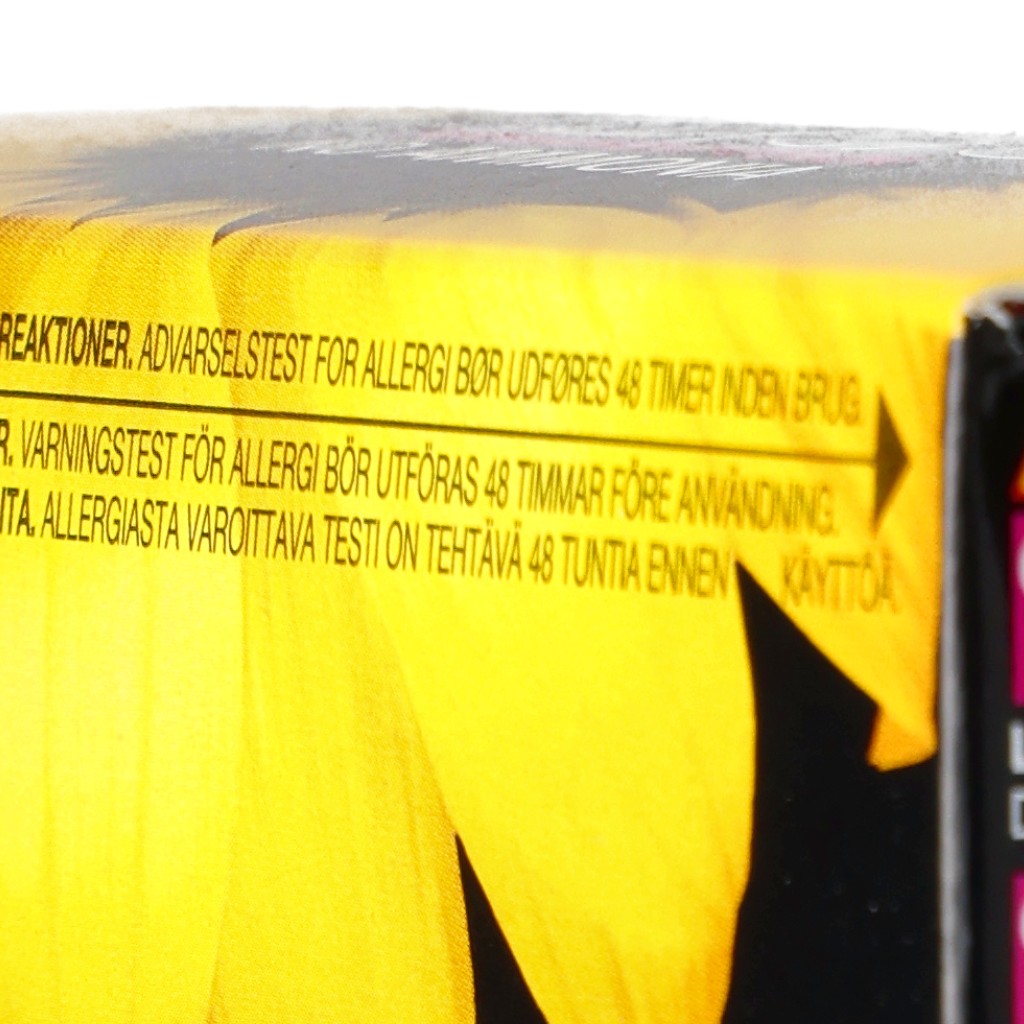 REAKTIONER. ADVARSELSTEST FOR ALLERGI BØR UDFØRES 48 TIMER INDEN BRUG.
R. VARNINGSTEST FÖR ALLERGI BÖR UTFÖRAS 48 TIMMAR FÖRE ANVÄNDNING.
ITA. ALLERGIASTA VAROITTAVA TESTI ON TEHTÄVÄ 48 TUNTIA ENNEN KÄYTTÖÄ.